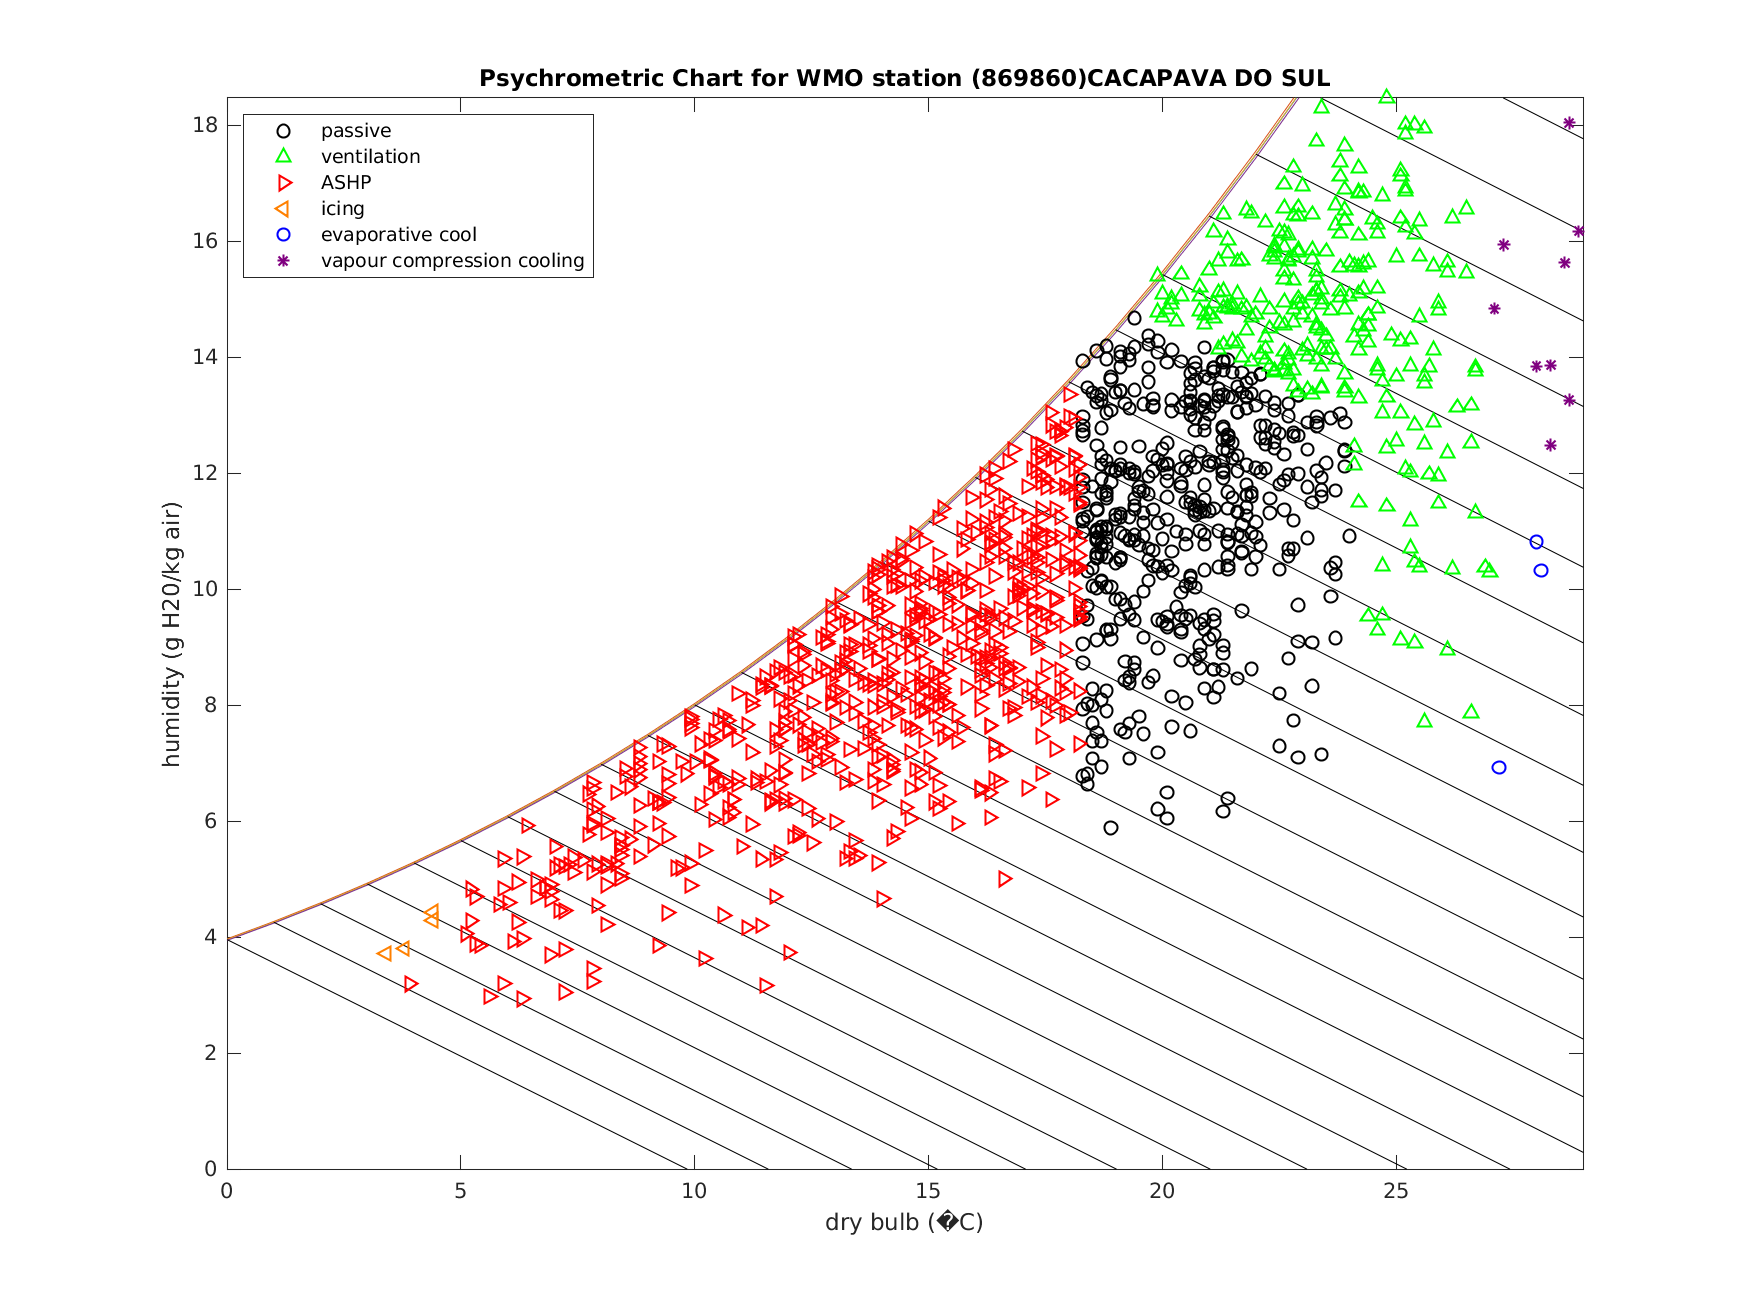 Psychrometric Chart for WMO station (869860)CACAPAVA DO SUL
passive
ventilation
ASHP
icing
evaporative cool
vapour compression cooling
humidity (g H20/kg air)
18
16
14
12
10
8
6
4
2
0
0 5 10 15 20 25
dry bulb (�C)